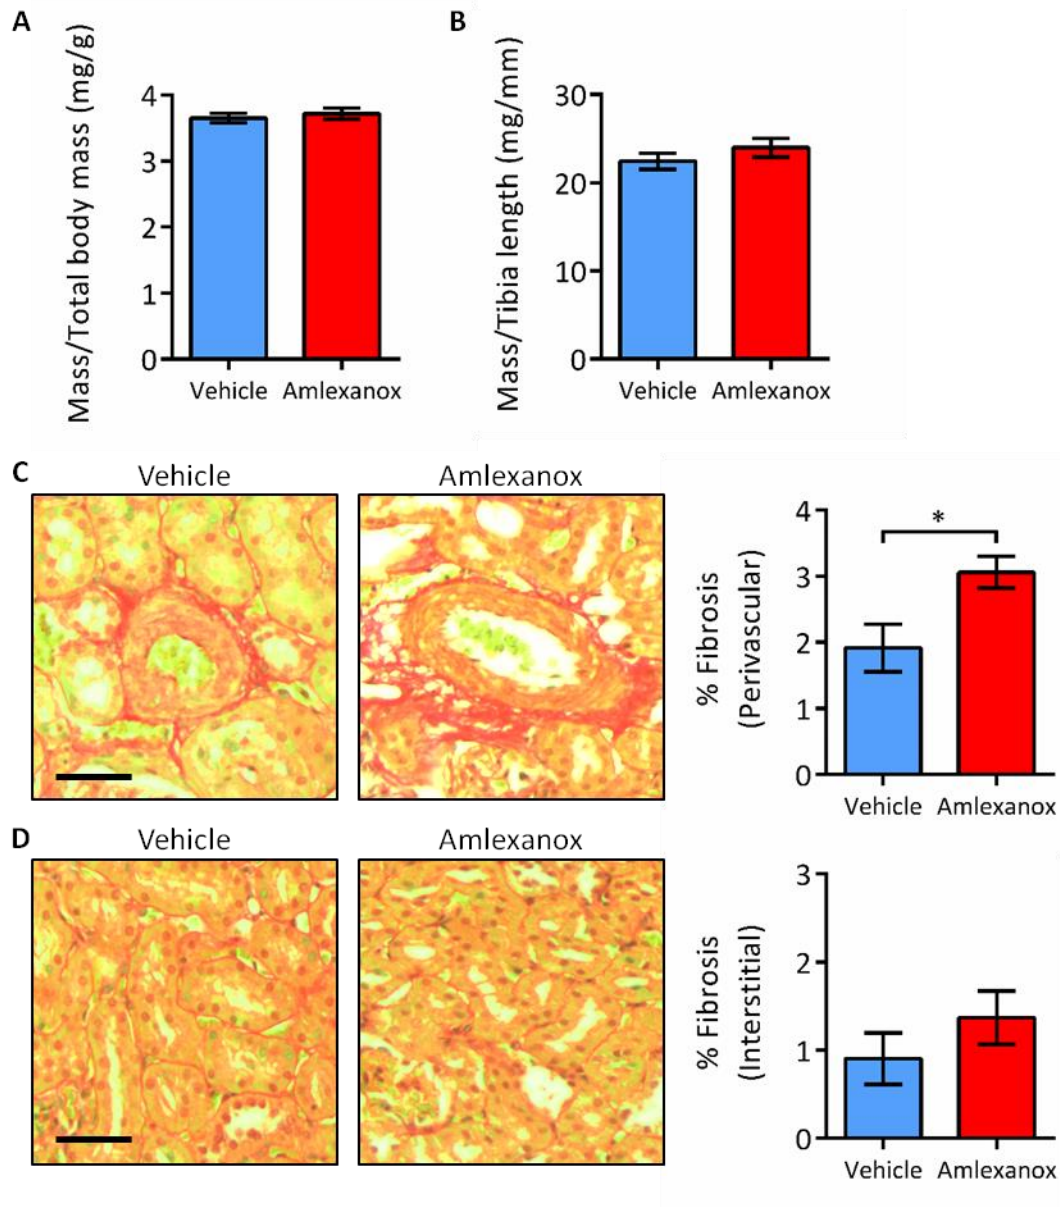 A
Mass/Total body mass (mg/g)
4
3
2
1
0
Vehicle Amlexanox
B
Mass/Tibia length (mg/mm)
30
20
10
0
Vehicle Amlexanox
C
Vehicle
Amlexanox
% Fibrosis
(Perivascular)
4
3
2
1
0
*
Vehicle Amlexanox
D
Vehicle
Amlexanox
% Fibrosis
(Interstitial)
3
2
1
0
Vehicle Amlexanox